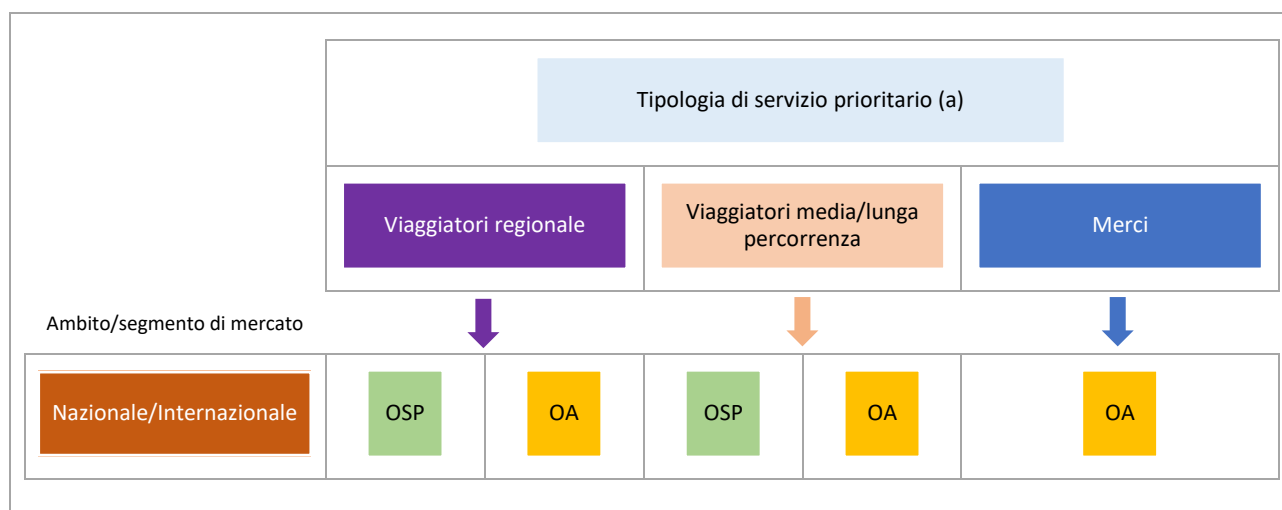 Tipologia di servizio prioritario (a)
Viaggiatori regionale
Viaggiatori media/lunga
percorrenza
Merci
Ambito/segmento di mercato
Nazionale/Internazionale
OSP
OA
OSP
OA
OA